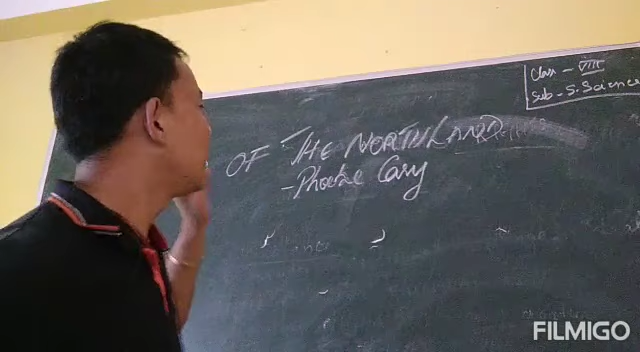 Class - VIII
Sub - S. Science
OF THE NORTHLAND
- Phoebe Cary
FILMIGO